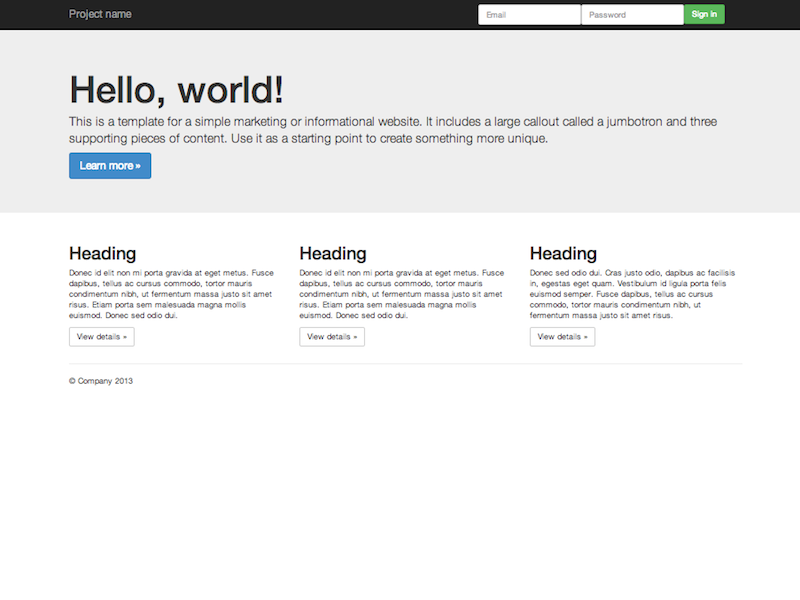 Project name
Email
Password
Sign in
Hello, world!
This is a template for a simple marketing or informational website. It includes a large callout called a jumbotron and three
supporting pieces of content. Use it as a starting point to create something more unique.
Learn more »
Heading
Donec id elit non mi porta gravida at eget metus. Fusce
dapibus, tellus ac cursus commodo, tortor mauris
condimentum nibh, ut fermentum massa justo sit amet
risus. Etiam porta sem malesuada magna mollis
euismod. Donec sed odio dui.
View details »
Heading
Donec id elit non mi porta gravida at eget metus. Fusce
dapibus, tellus ac cursus commodo, tortor mauris
condimentum nibh, ut fermentum massa justo sit amet
risus. Etiam porta sem malesuada magna mollis
euismod. Donec sed odio dui.
View details »
Heading
Donec sed odio dui. Cras justo odio, dapibus ac facilisis
in, egestas eget quam. Vestibulum id ligula porta felis
euismod semper. Fusce dapibus, tellus ac cursus
commodo, tortor mauris condimentum nibh, ut
fermentum massa justo sit amet risus.
View details »
© Company 2013